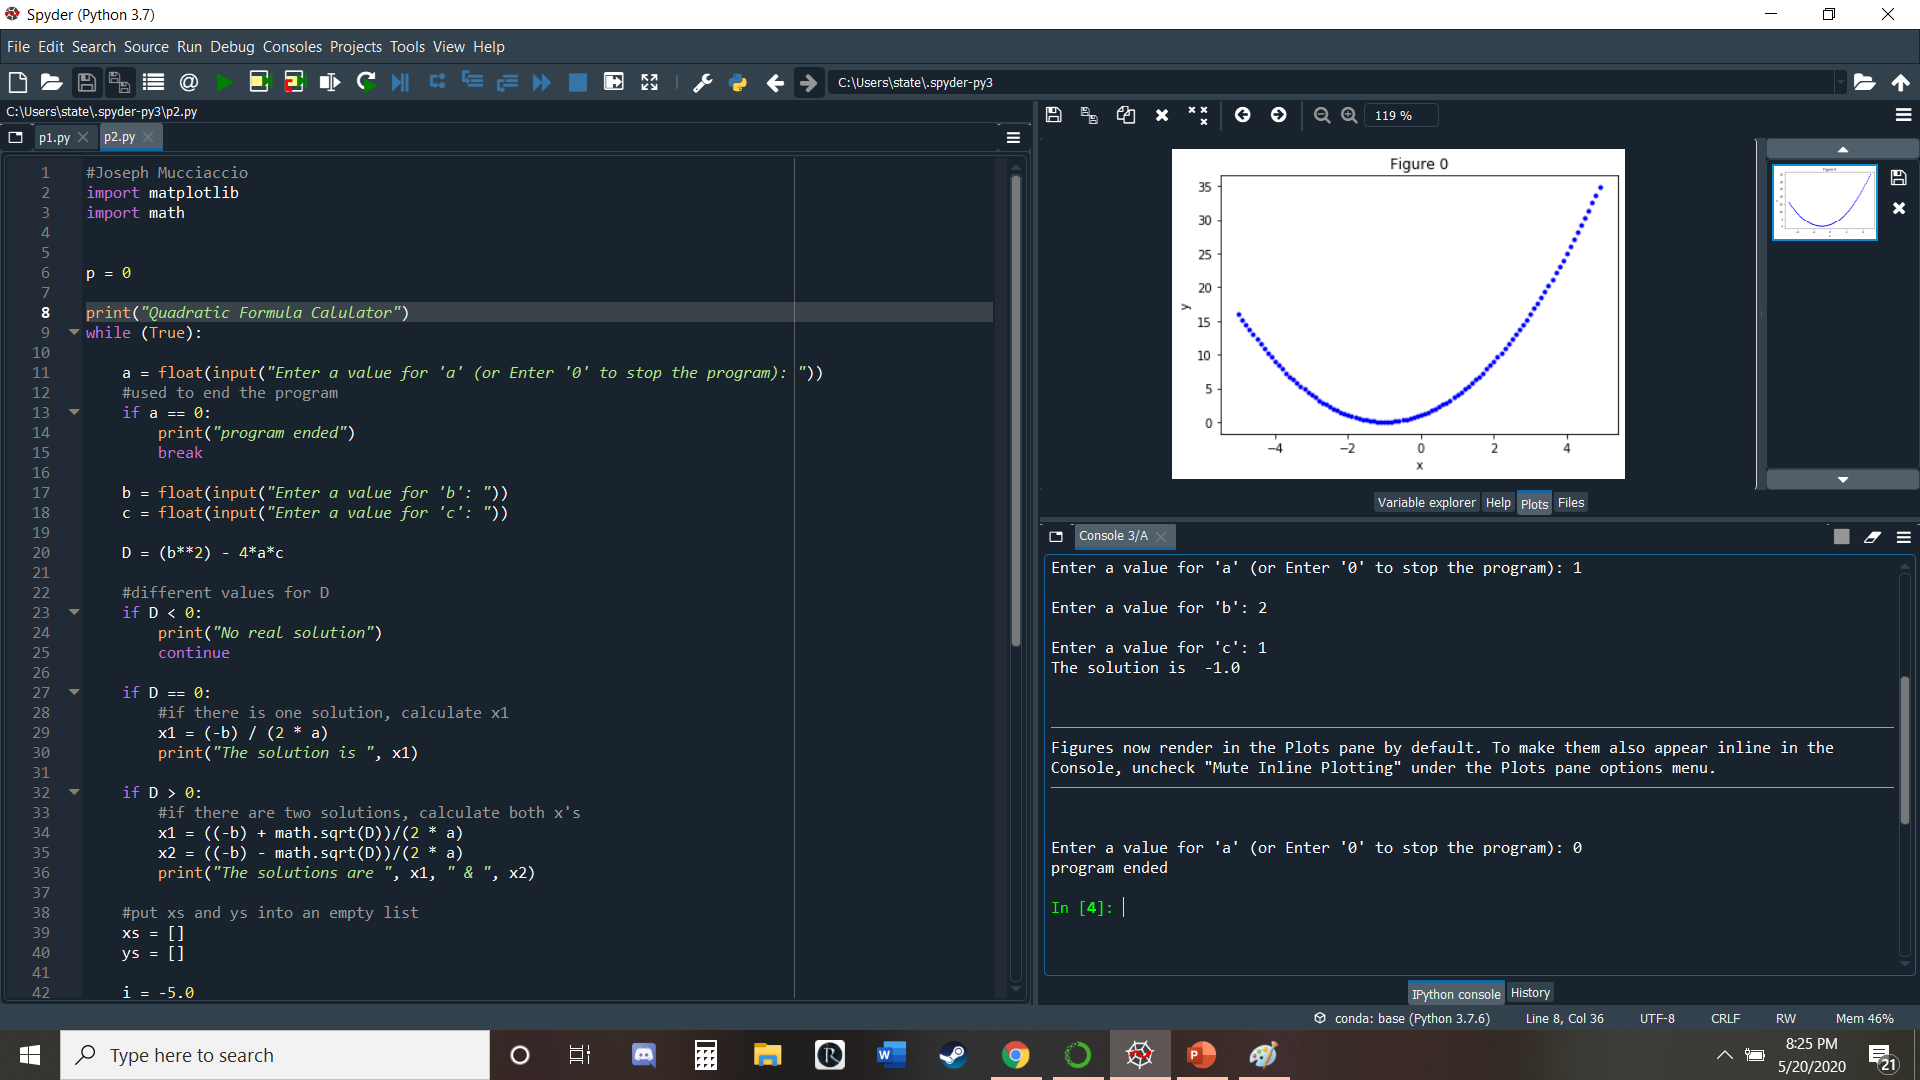 Spyder (Python 3.7)
File Edit Search Source Run Debug Consoles Projects Tools View Help
C:\Users\state\.spyder-py3
C:\Users\state\.spyder-py3\p2.py
p1.py
p2.py
1 #Joseph Mucciaccio
2 import matplotlib
3 import math
4
5
6 p = 0
7
8 print("Quadratic Formula Calulator")
9 while (True):
10
11 a = float(input("Enter a value for 'a' (or Enter '0' to stop the program): "))
12 #used to end the program
13 if a == 0:
14 print("program ended")
15 break
16
17 b = float(input("Enter a value for 'b': "))
18 c = float(input("Enter a value for 'c': "))
19
20 D = (b**2) - 4*a*c
21
22 #different values for D
23 if D < 0:
24 print("No real solution")
25 continue
26
27 if D == 0:
28 #if there is one solution, calculate x1
29 x1 = (-b) / (2 * a)
30 print("The solution is ", x1)
31
32 if D > 0:
33 #if there are two solutions, calculate both x's
34 x1 = ((-b) + math.sqrt(D))/(2 * a)
35 x2 = ((-b) - math.sqrt(D))/(2 * a)
36 print("The solutions are ", x1, " & ", x2)
37
38 #put xs and ys into an empty list
39 xs = []
40 ys = []
41
42 i = -5.0
119 %
Figure 0
35
30
25
20
15
10
5
0
y
−4 −2 0 2 4
x
Variable explorer Help Plots Files
Console 3/A
Enter a value for 'a' (or Enter '0' to stop the program): 1
Enter a value for 'b': 2
Enter a value for 'c': 1
The solution is  -1.0
Figures now render in the Plots pane by default. To make them also appear inline in the
Console, uncheck "Mute Inline Plotting" under the Plots pane options menu.
Enter a value for 'a' (or Enter '0' to stop the program): 0
program ended
In [4]:
IPython console History
conda: base (Python 3.7.6) Line 8, Col 36 UTF-8 CRLF RW Mem 46%
Type here to search
8:25 PM
5/20/2020
21